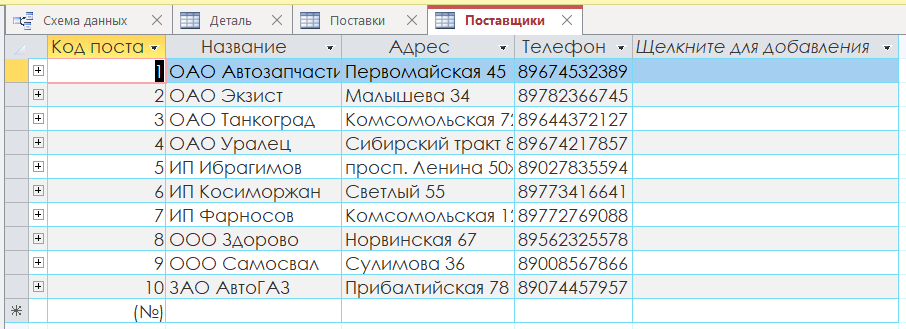 Схема данных Деталь Поставки Поставщики
Код поста Название Адрес Телефон Щелкните для добавления
1 ОАО Автозапчасти Первомайская 45 89674532389
2 ОАО Экзист Малышева 34 89782366745
3 ОАО Танкоград Комсомольская 72 89644372127
4 ОАО Уралец Сибирский тракт 8 89674217857
5 ИП Ибрагимов просп. Ленина 50ж 89027835594
6 ИП Косиморжан Светлый 55 89773416641
7 ИП Фарносов Комсомольская 12 89772769088
8 ООО Здорово Норвинская 67 89562325578
9 ООО Самосвал Сулимова 36 89008567866
10 ЗАО АвтоГАЗ Прибалтийская 78 89074457957
(№)